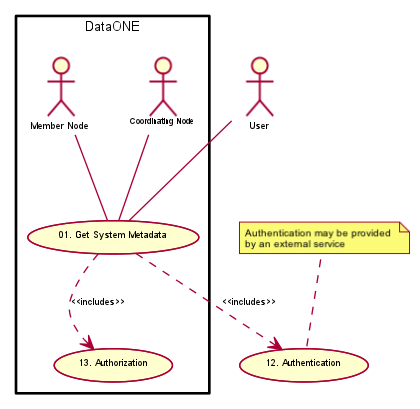 DataONE
Member Node
Coordinating Node
User
01. Get System Metadata
Authentication may be provided
by an external service
<<includes>>
<<includes>>
13. Authorization
12. Authentication